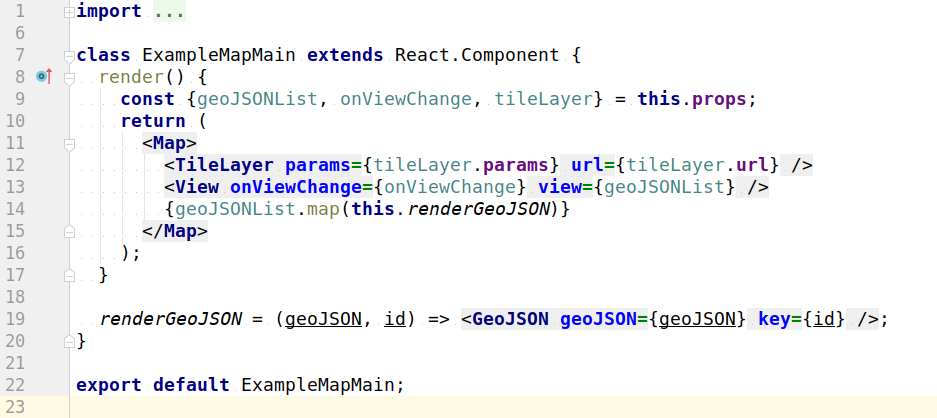 1 import ...
6
7 class ExampleMapMain extends React.Component {
8   render() {
9     const {geoJSONList, onViewChange, tileLayer} = this.props;
10     return (
11       <Map>
12         <TileLayer params={tileLayer.params} url={tileLayer.url} />
13         <View onViewChange={onViewChange} view={geoJSONList} />
14         {geoJSONList.map(this.renderGeoJSON)}
15       </Map>
16     );
17   }
18
19   renderGeoJSON = (geoJSON, id) => <GeoJSON geoJSON={geoJSON} key={id} />;
20 }
21
22 export default ExampleMapMain;
23